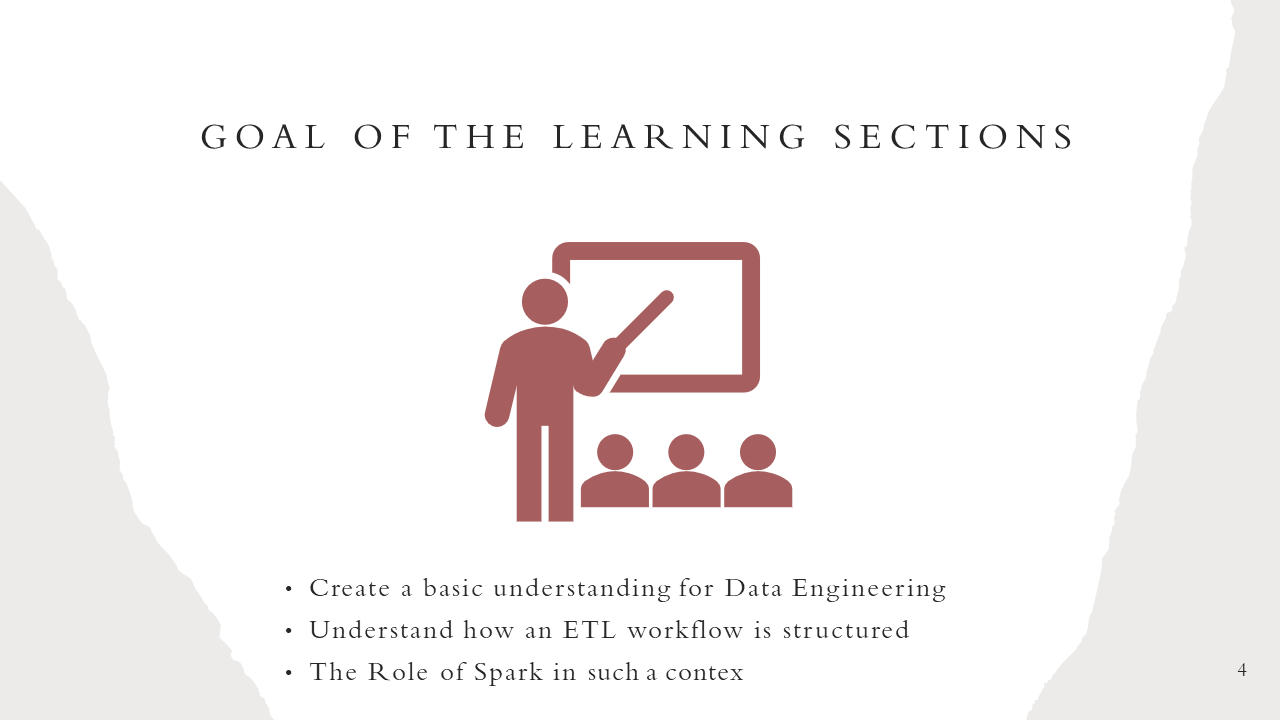 GOAL OF THE LEARNING SECTIONS
• Create a basic understanding for Data Engineering
• Understand how an ETL workflow is structured
• The Role of Spark in such a contex
4